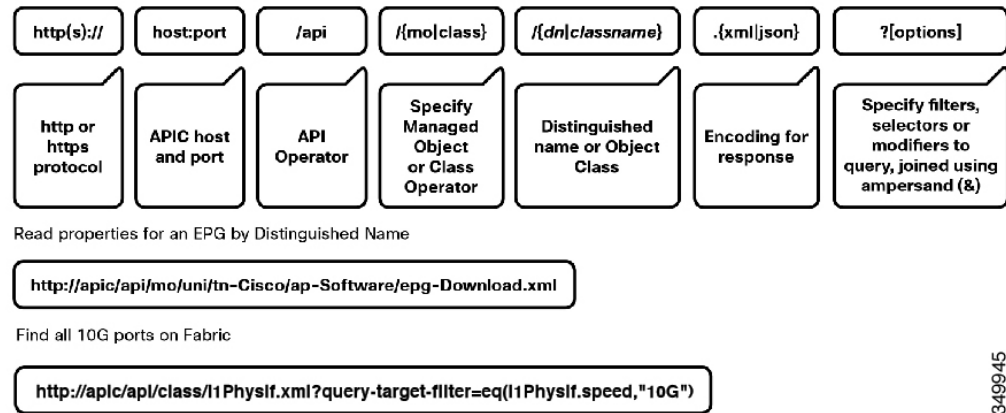 http(s)://
host:port
/api
/{mo|class}
/{dn|classname}
.{xml|json}
?[options]
http or
https
protocol
APIC host
and port
API
Operator
Specify
Managed
Object
or Class
Operator
Distinguished
name or Object
Class
Encoding for
response
Specify filters,
selectors or
modifiers to
query, joined using
ampersand (&)
Read properties for an EPG by Distinguished Name
http://apic/api/mo/uni/tn-Cisco/ap-Software/epg-Download.xml
Find all 10G ports on Fabric
http://apic/api/class/l1PhysIf.xml?query-target-filter=eq(l1PhysIf.speed,"10G")
349945